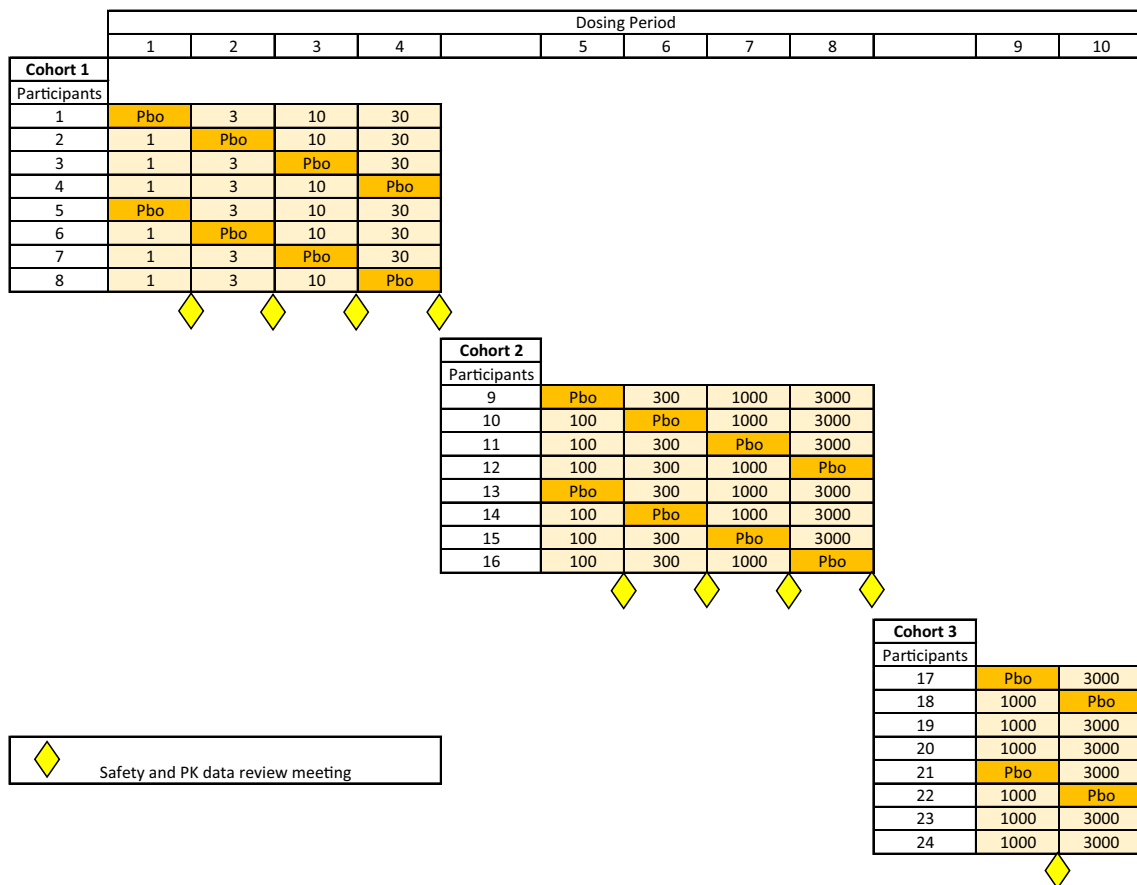 Dosing Period
1 2 3 4 5 6 7 8 9 10
Cohort 1
Participants
1 Pbo 3 10 30
2 1 Pbo 10 30
3 1 3 Pbo 30
4 1 3 10 Pbo
5 Pbo 3 10 30
6 1 Pbo 10 30
7 1 3 Pbo 30
8 1 3 10 Pbo
Cohort 2
Participants
9 Pbo 300 1000 3000
10 100 Pbo 1000 3000
11 100 300 Pbo 3000
12 100 300 1000 Pbo
13 Pbo 300 1000 3000
14 100 Pbo 1000 3000
15 100 300 Pbo 3000
16 100 300 1000 Pbo
Cohort 3
Participants
17 Pbo 3000
18 1000 Pbo
19 1000 3000
20 1000 3000
21 Pbo 3000
22 1000 Pbo
23 1000 3000
24 1000 3000
Safety and PK data review meeting